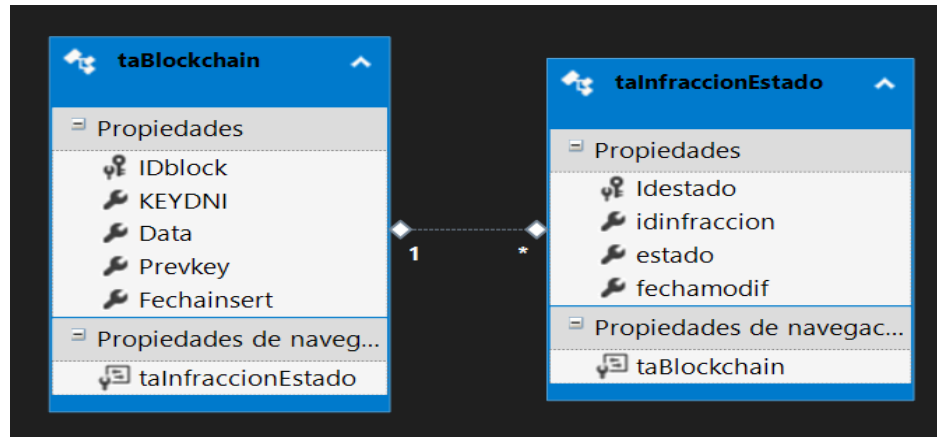 taBlockchain
Propiedades
IDblock
KEYDNI
Data
Prevkey
Fechainsert
Propiedades de naveg...
taInfraccionEstado
1
*
taInfraccionEstado
Propiedades
Idestado
idinfraccion
estado
fechamodif
Propiedades de navegac...
taBlockchain